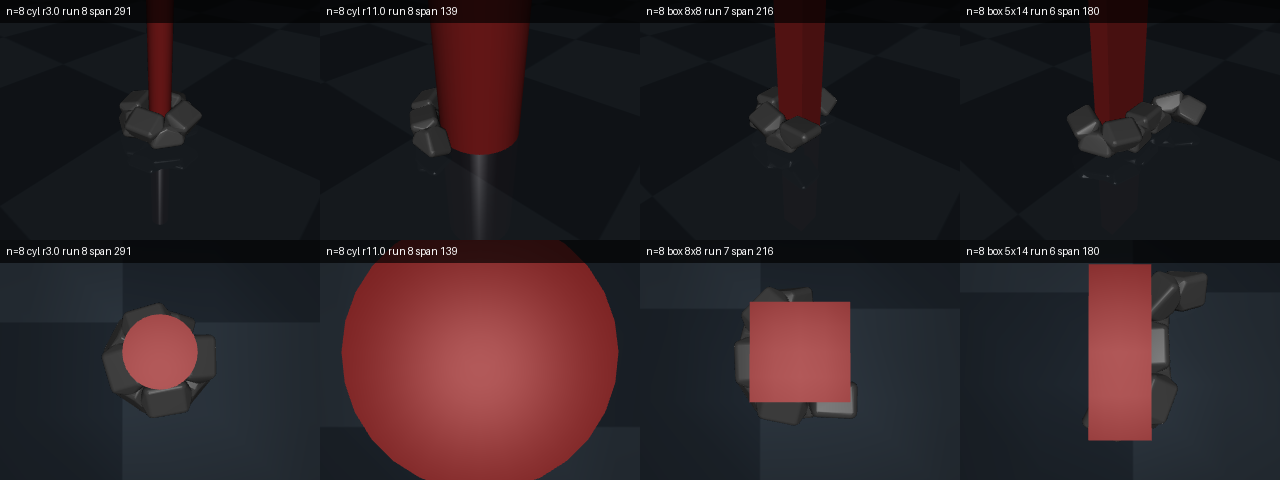 n=8 cyl r3.0 run 8 span 291
n=8 cyl r11.0 run 8 span 139
n=8 box 8x8 run 7 span 216
n=8 box 5x14 run 6 span 180
n=8 cyl r3.0 run 8 span 291
n=8 cyl r11.0 run 8 span 139
n=8 box 8x8 run 7 span 216
n=8 box 5x14 run 6 span 180